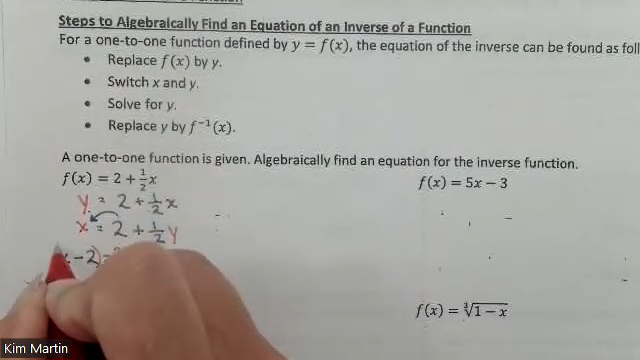 Steps to Algebraically Find an Equation of an Inverse of a Function
For a one-to-one function defined by y = f(x), the equation of the inverse can be found as foll
• Replace f(x) by y.
• Switch x and y.
• Solve for y.
• Replace y by f⁻¹(x).
A one-to-one function is given. Algebraically find an equation for the inverse function.
f(x) = 2 + ½x
f(x) = 5x − 3
y = 2 + ½x
x = 2 + ½y
-2)=
f(x) = ∛1 − x
Kim Martin